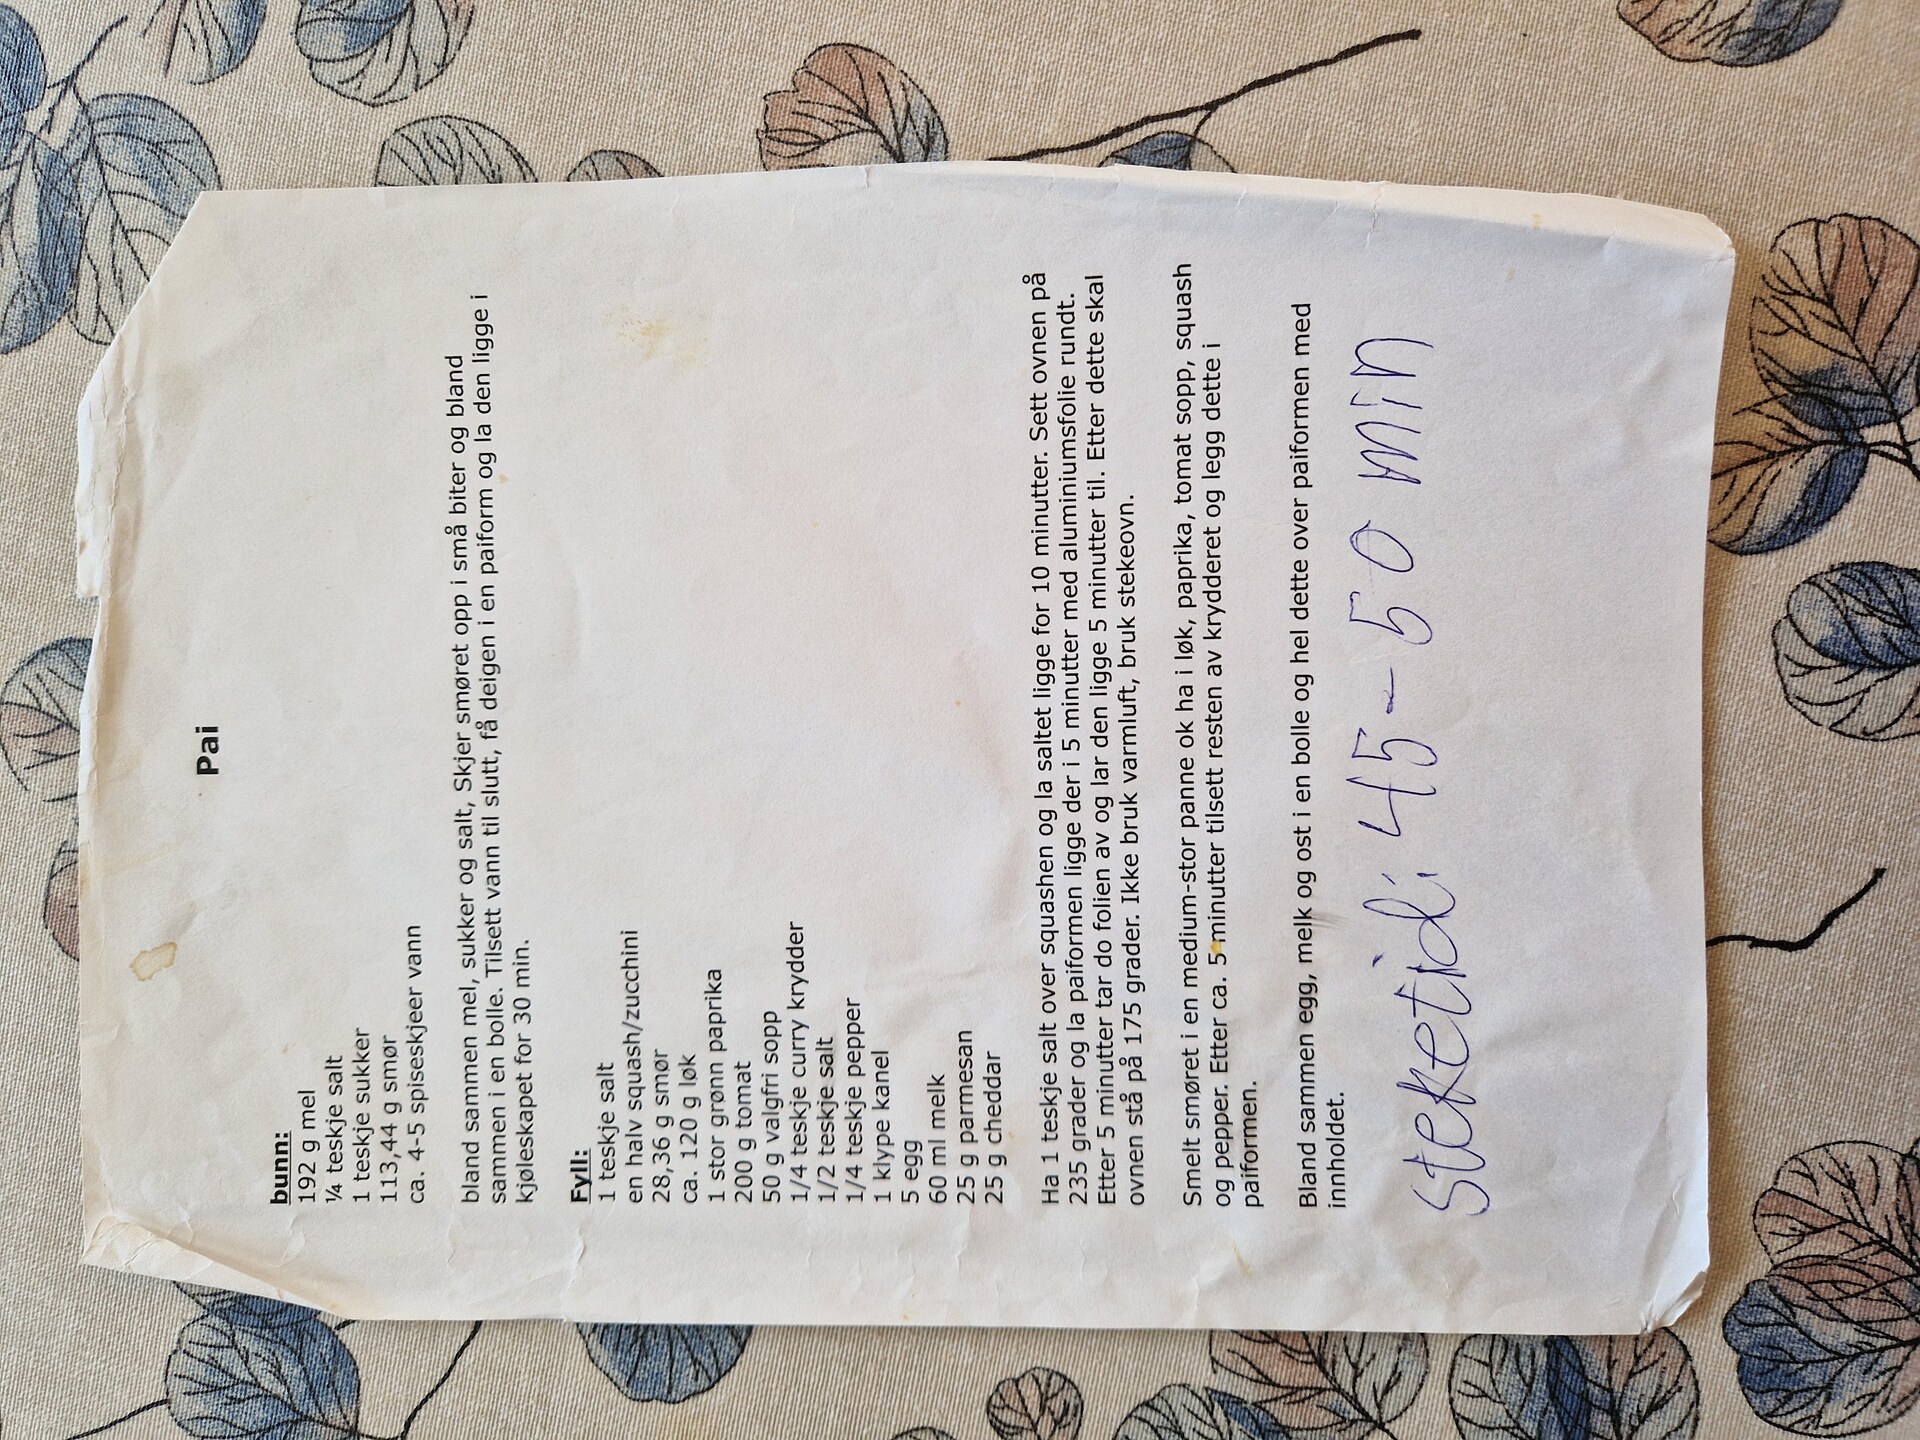 Pai
bunn:
192 g mel
¼ teskje salt
1 teskje sukker
113,44 g smør
ca. 4-5 spiseskjeer vann
bland sammen mel, sukker og salt, Skjer smøret opp i små biter og bland
sammen i en bolle. Tilsett vann til slutt, få deigen i en paiform og la den ligge i
kjøleskapet for 30 min.
Fyll:
1 teskje salt
en halv squash/zucchini
28,36 g smør
ca. 120 g løk
1 stor grønn paprika
200 g tomat
50 g valgfri sopp
1/4 teskje curry krydder
1/2 teskje salt
1/4 teskje pepper
1 klype kanel
5 egg
60 ml melk
25 g parmesan
25 g cheddar
Ha 1 teskje salt over squashen og la saltet ligge for 10 minutter. Sett ovnen på
235 grader og la paiformen ligge der i 5 minutter med aluminiumsfolie rundt.
Etter 5 minutter tar do folien av og lar den ligge 5 minutter til. Etter dette skal
ovnen stå på 175 grader. Ikke bruk varmluft, bruk stekeovn.
Smelt smøret i en medium-stor panne ok ha i løk, paprika, tomat sopp, squash
og pepper. Etter ca. 5 minutter tilsett resten av krydderet og legg dette i
paiformen.
Bland sammen egg, melk og ost i en bolle og hel dette over paiformen med
innholdet.
steketid: 45-50 min